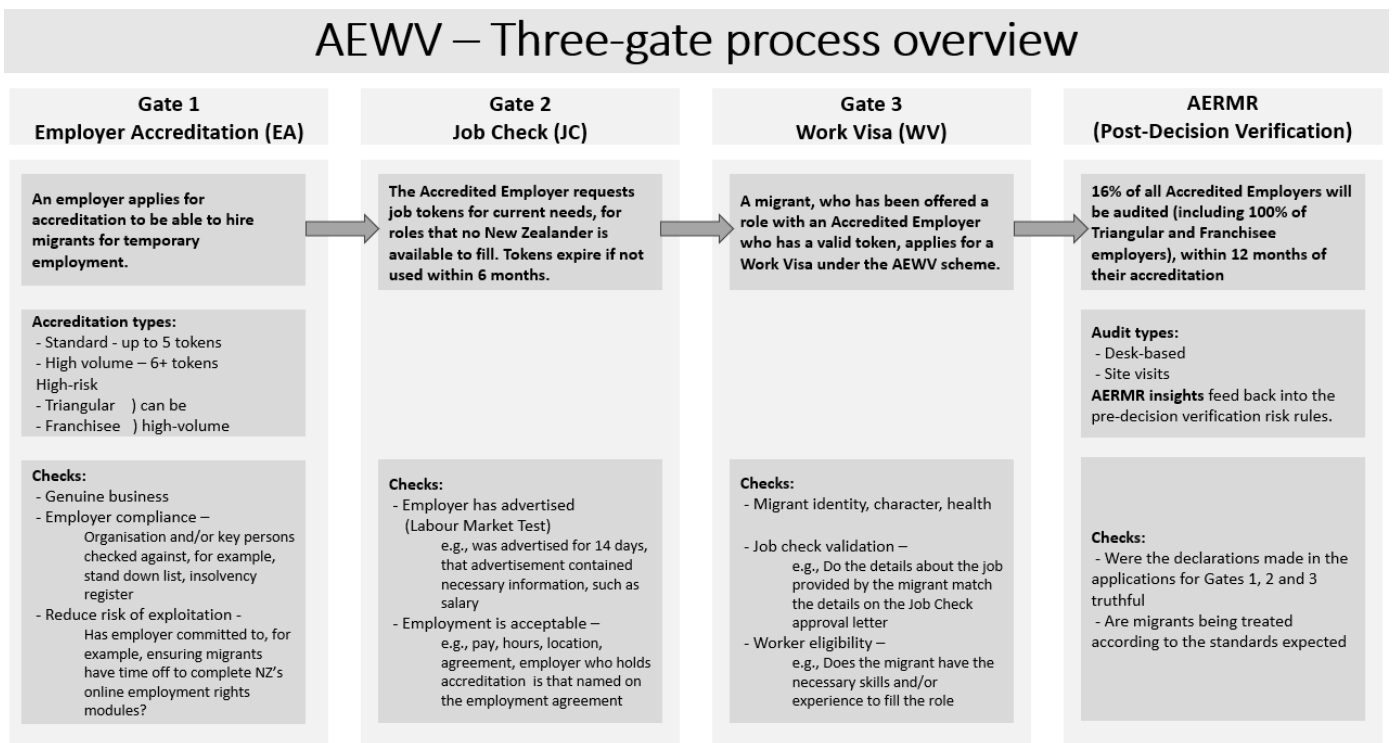 AEWV – Three-gate process overview
Gate 1
Employer Accreditation (EA)
An employer applies for
accreditation to be able to hire
migrants for temporary
employment.
Accreditation types:
- Standard - up to 5 tokens
- High volume – 6+ tokens
High-risk
- Triangular ) can be
- Franchisee ) high-volume
Checks:
- Genuine business
- Employer compliance –
Organisation and/or key persons
checked against, for example,
stand down list, insolvency
register
- Reduce risk of exploitation -
Has employer committed to, for
example, ensuring migrants
have time off to complete NZ's
online employment rights
modules?
Gate 2
Job Check (JC)
The Accredited Employer requests
job tokens for current needs, for
roles that no New Zealander is
available to fill. Tokens expire if not
used within 6 months.
Checks:
- Employer has advertised
(Labour Market Test)
e.g., was advertised for 14 days,
that advertisement contained
necessary information, such as
salary
- Employment is acceptable –
e.g., pay, hours, location,
agreement, employer who holds
accreditation is that named on
the employment agreement
Gate 3
Work Visa (WV)
A migrant, who has been offered a
role with an Accredited Employer
who has a valid token, applies for a
Work Visa under the AEWV scheme.
Checks:
- Migrant identity, character, health
- Job check validation –
e.g., Do the details about the job
provided by the migrant match
the details on the Job Check
approval letter
- Worker eligibility –
e.g., Does the migrant have the
necessary skills and/or
experience to fill the role
AERMR
(Post-Decision Verification)
16% of all Accredited Employers will
be audited (including 100% of
Triangular and Franchisee
employers), within 12 months of
their accreditation
Audit types:
- Desk-based
- Site visits
AERMR insights feed back into the
pre-decision verification risk rules.
Checks:
- Were the declarations made in the
applications for Gates 1, 2 and 3
truthful
- Are migrants being treated
according to the standards expected